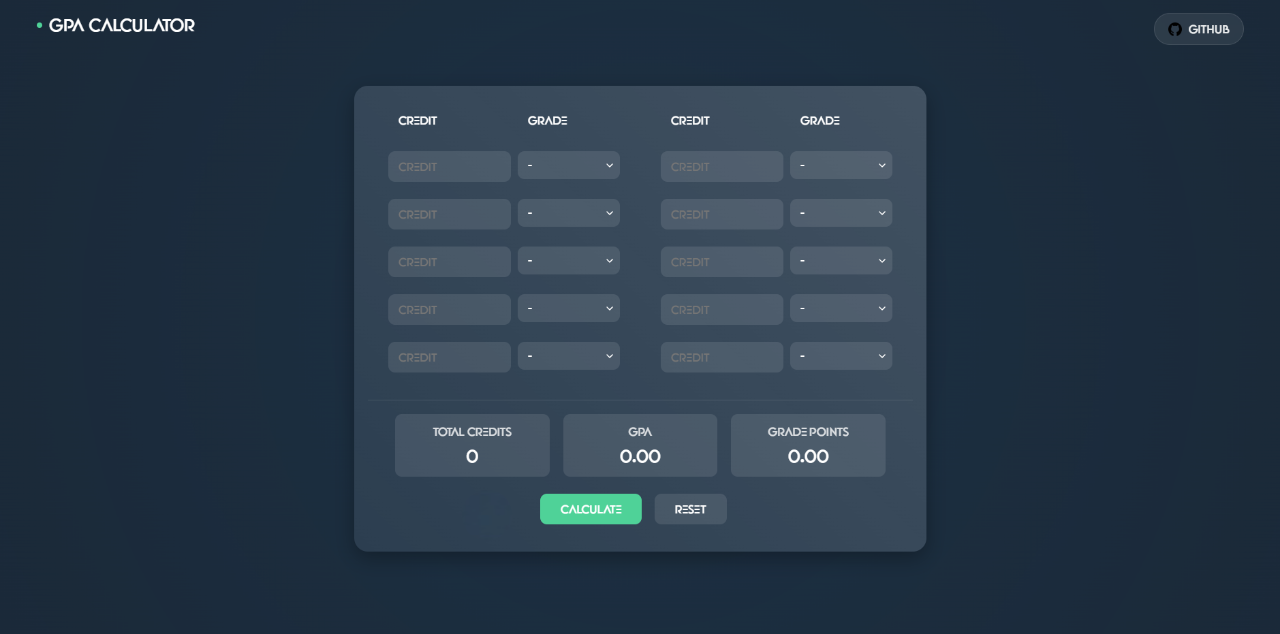 GPA CALCULATOR
GITHUB
CREDIT GRADE CREDIT GRADE
CREDIT - CREDIT -
CREDIT - CREDIT -
CREDIT - CREDIT -
CREDIT - CREDIT -
CREDIT - CREDIT -
TOTAL CREDITS GPA GRADE POINTS
0 0.00 0.00
CALCULATE RESET